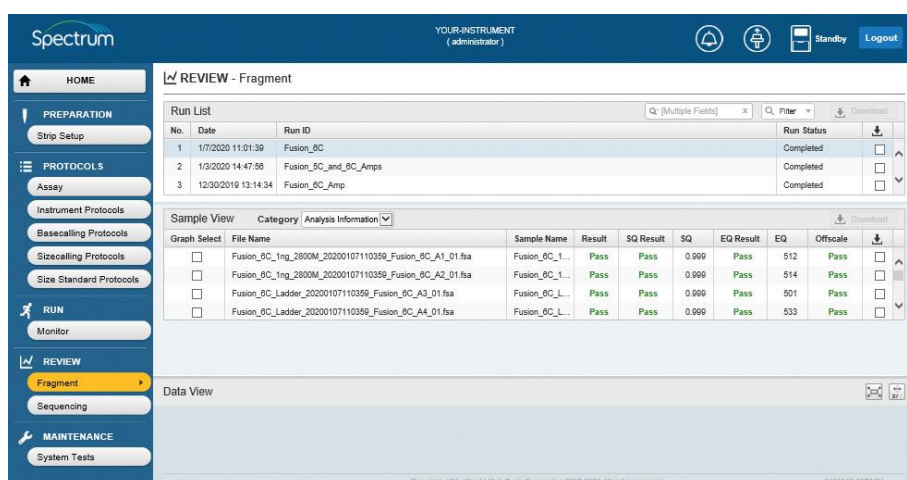 Spectrum
YOUR-INSTRUMENT
( administrator )
Standby
Logout
HOME
PREPARATION
Strip Setup
PROTOCOLS
Assay
Instrument Protocols
Basecalling Protocols
Sizecalling Protocols
Size Standard Protocols
RUN
Monitor
REVIEW
Fragment
Sequencing
MAINTENANCE
System Tests
REVIEW - Fragment
Run List [Multiple Fields] x Filter Download
No. Date Run ID Run Status
1 1/7/2020 11:01:39 Fusion_6C Completed
2 1/3/2020 14:47:56 Fusion_5C_and_6C_Amps Completed
3 12/30/2019 13:14:34 Fusion_6C_Amp Completed
Sample View Category Analysis Information Download
Graph Select File Name Sample Name Result SQ Result SQ EQ Result EQ Offscale
Fusion_6C_1ng_2800M_20200107110359_Fusion_6C_A1_01.fsa Fusion_6C_1... Pass Pass 0.999 Pass 512 Pass
Fusion_6C_1ng_2800M_20200107110359_Fusion_6C_A2_01.fsa Fusion_6C_1... Pass Pass 0.999 Pass 514 Pass
Fusion_6C_Ladder_20200107110359_Fusion_6C_A3_01.fsa Fusion_6C_L... Pass Pass 0.999 Pass 501 Pass
Fusion_6C_Ladder_20200107110359_Fusion_6C_A4_01.fsa Fusion_6C_L... Pass Pass 0.999 Pass 533 Pass
Data View